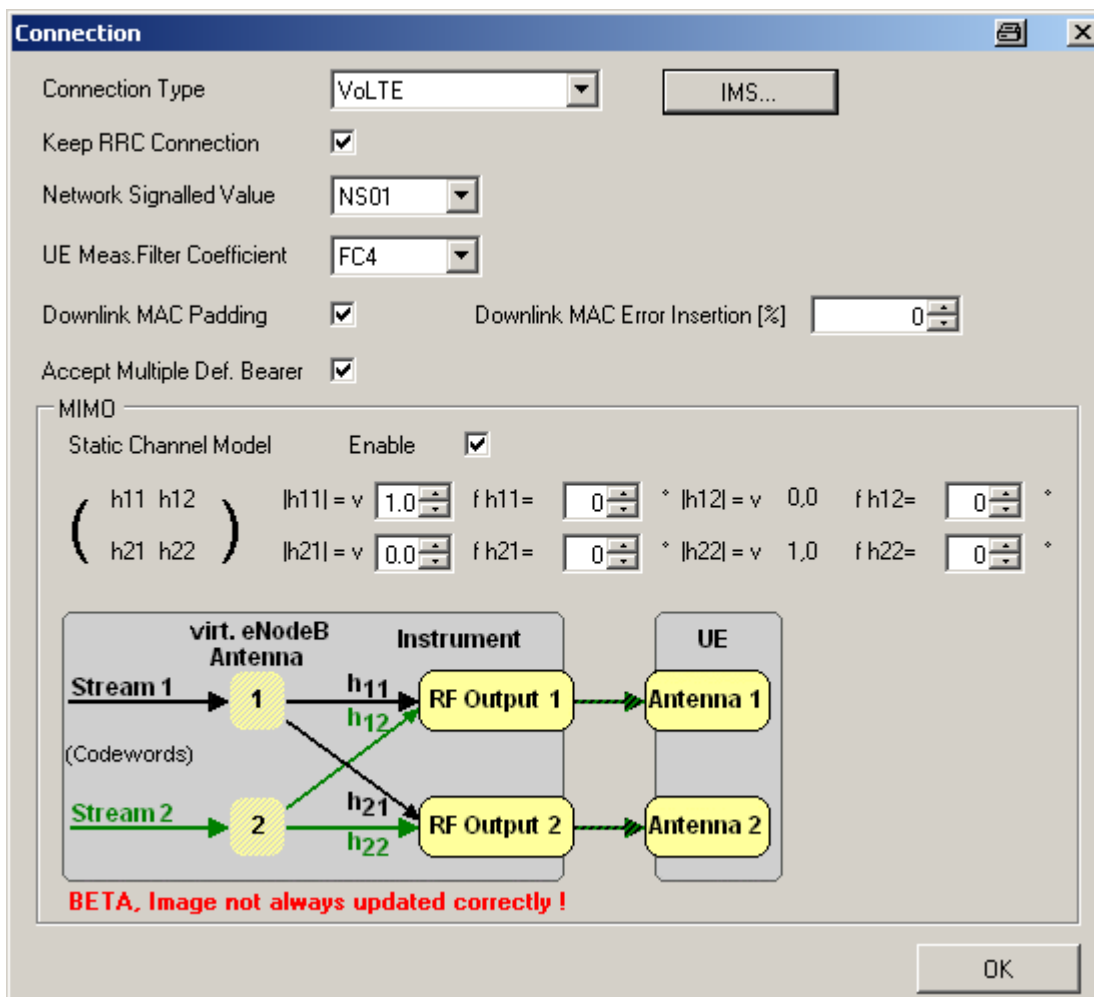 Connection
Connection Type VoLTE IMS...
Keep RRC Connection
Network Signalled Value NS01
UE Meas.Filter Coefficient FC4
Downlink MAC Padding Downlink MAC Error Insertion [%] 0
Accept Multiple Def. Bearer
MIMO
Static Channel Model Enable
( h11 h12 |h11| = v 1.0 f h11= 0 ° |h12| = v 0,0 f h12= 0 °
h21 h22 ) |h21| = v 0.0 f h21= 0 ° |h22| = v 1,0 f h22= 0 °
virt. eNodeB
Antenna
Instrument
UE
Stream 1 1 h11 RF Output 1 Antenna 1
h12
(Codewords)
h21
Stream 2 2 RF Output 2 Antenna 2
h22
BETA, Image not always updated correctly !
OK